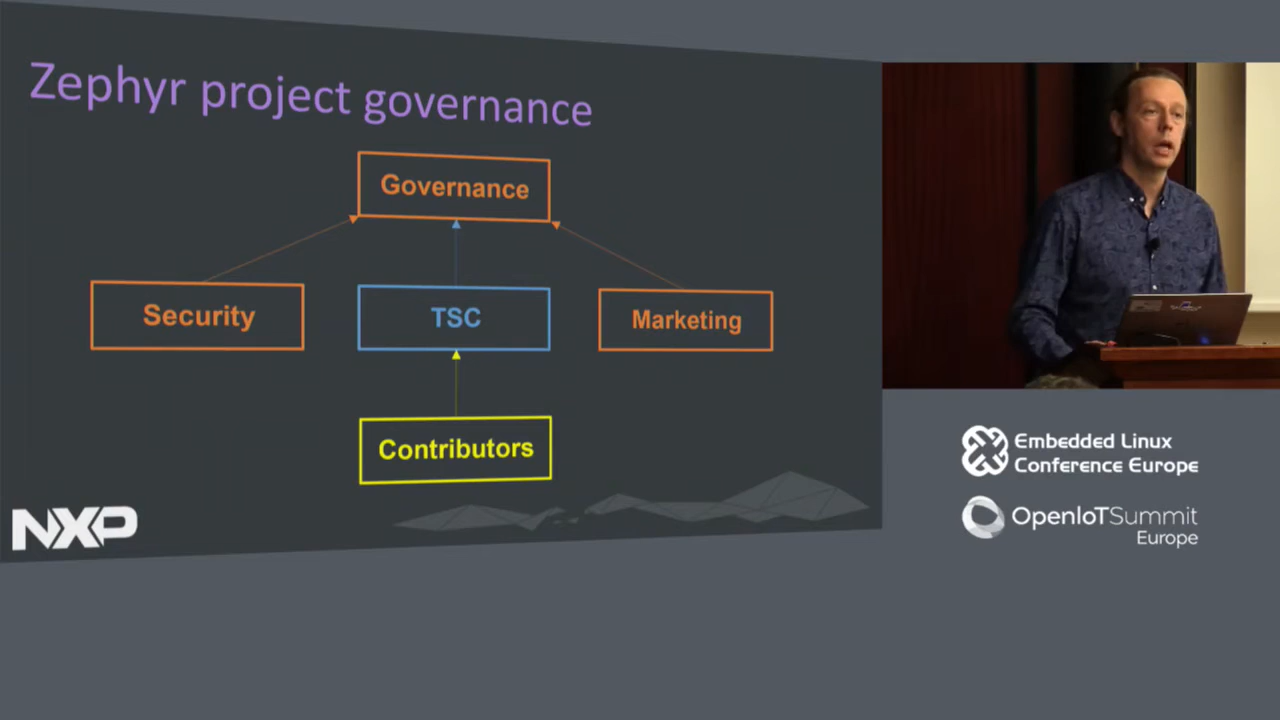 Zephyr project governance
Governance
Security
TSC
Marketing
Contributors
NXP
Embedded Linux
Conference Europe
OpenIoTSummit
Europe